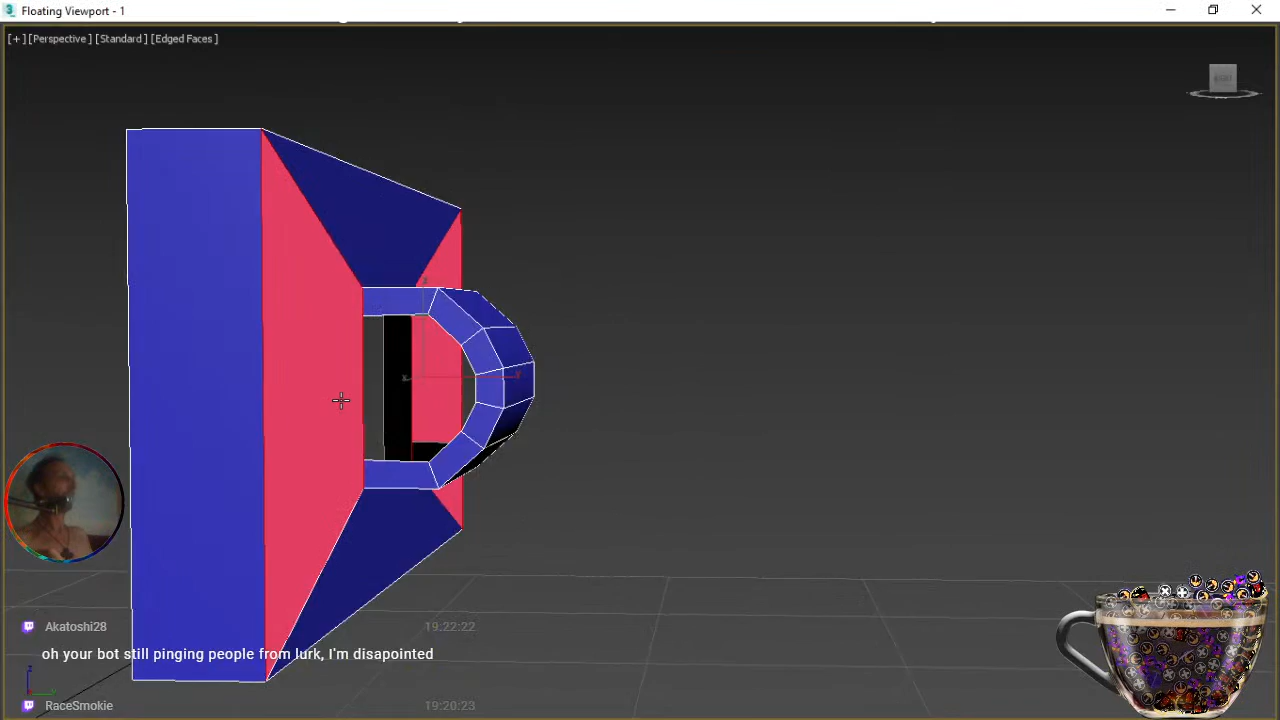 Floating Viewport - 1
[+] [Perspective] [Standard] [Edged Faces]
Akatoshi28 19:22:22
oh your bot still pinging people from lurk, I'm disapointed
RaceSmokie 19:20:23